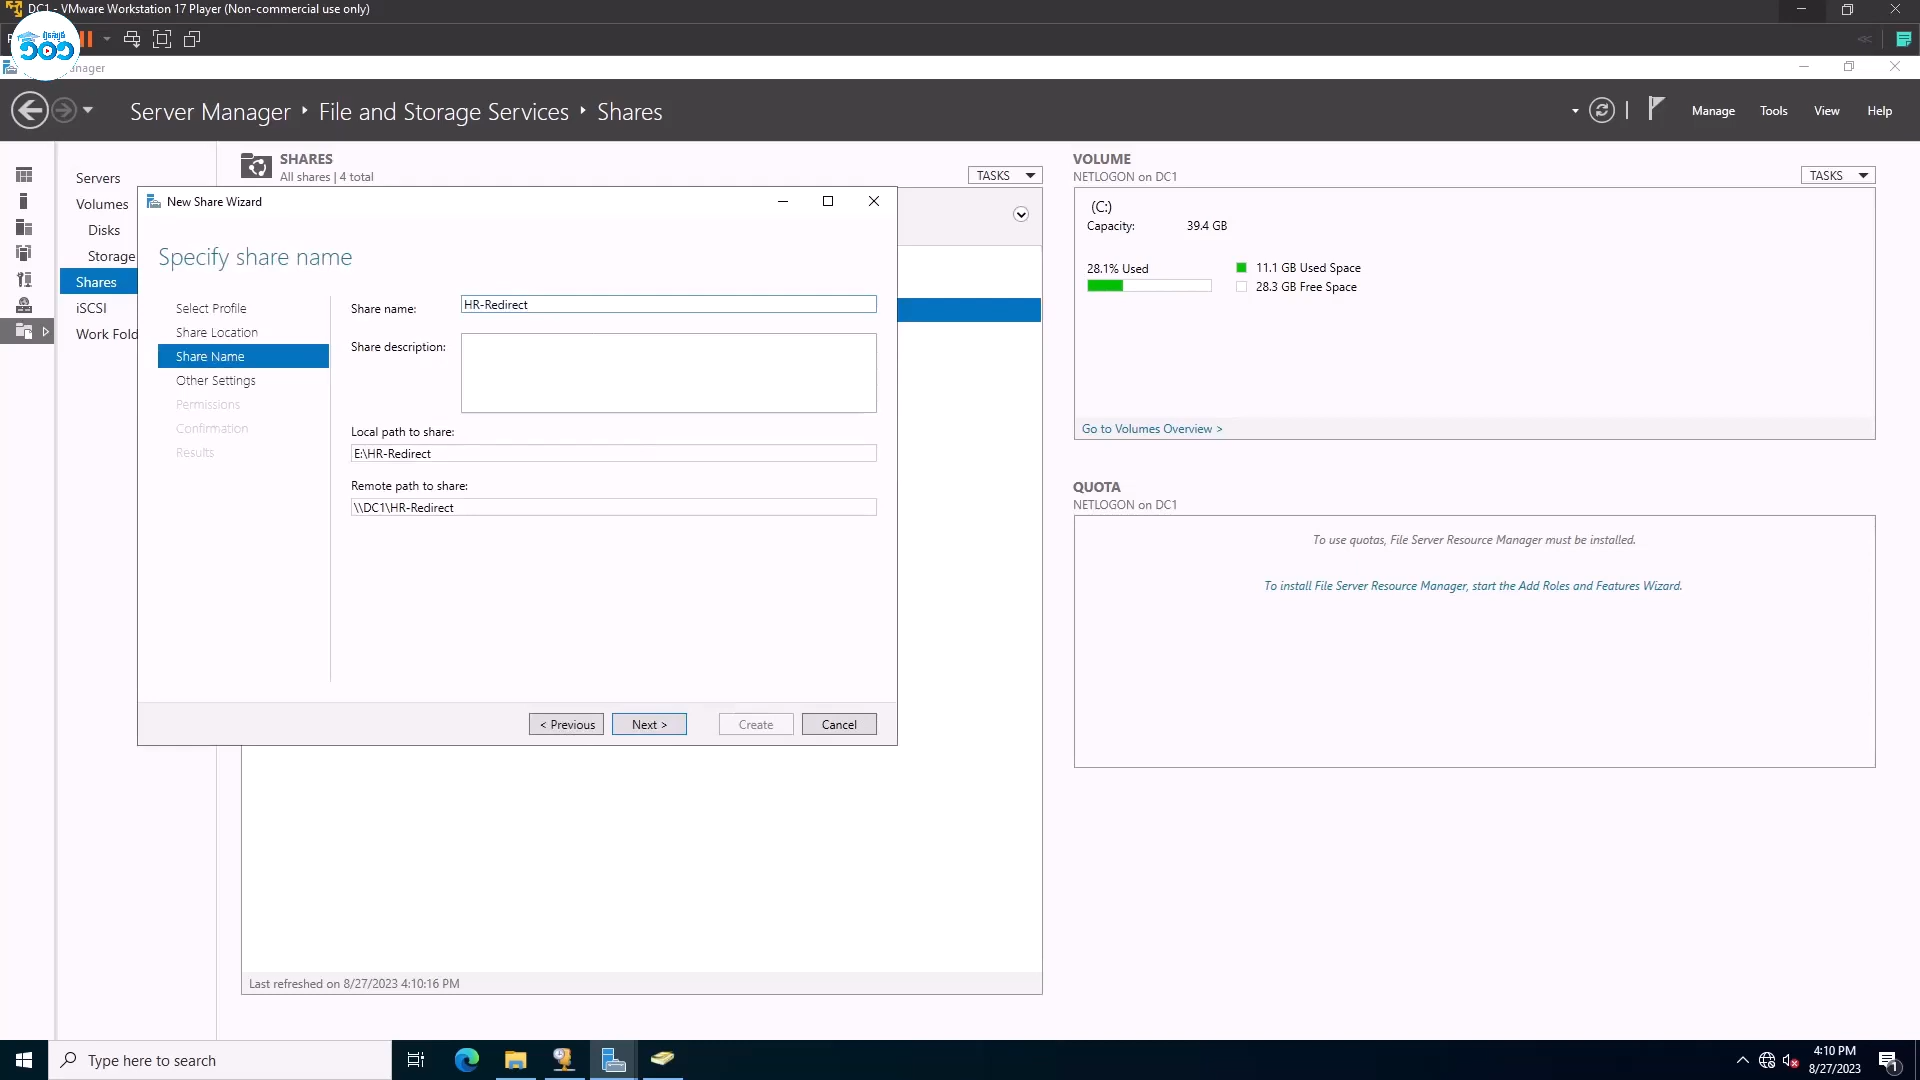 DC1 - VMware Workstation 17 Player (Non-commercial use only)
Server Manager
File and Storage Services
Shares
Manage
Tools
View
Help
Servers
Volumes
Disks
Storage
Shares
iSCSI
Work Fold
SHARES
All shares | 4 total
TASKS
New Share Wizard
Specify share name
Select Profile
Share Location
Share Name
Other Settings
Permissions
Confirmation
Results
Share name:
HR-Redirect
Share description:
Local path to share:
E:\HR-Redirect
Remote path to share:
\\DC1\HR-Redirect
< Previous
Next >
Create
Cancel
Last refreshed on 8/27/2023 4:10:16 PM
VOLUME
NETLOGON on DC1
TASKS
(C:)
Capacity: 39.4 GB
28.1% Used
11.1 GB Used Space
28.3 GB Free Space
Go to Volumes Overview >
QUOTA
NETLOGON on DC1
To use quotas, File Server Resource Manager must be installed.
To install File Server Resource Manager, start the Add Roles and Features Wizard.
Type here to search
4:10 PM
8/27/2023
1